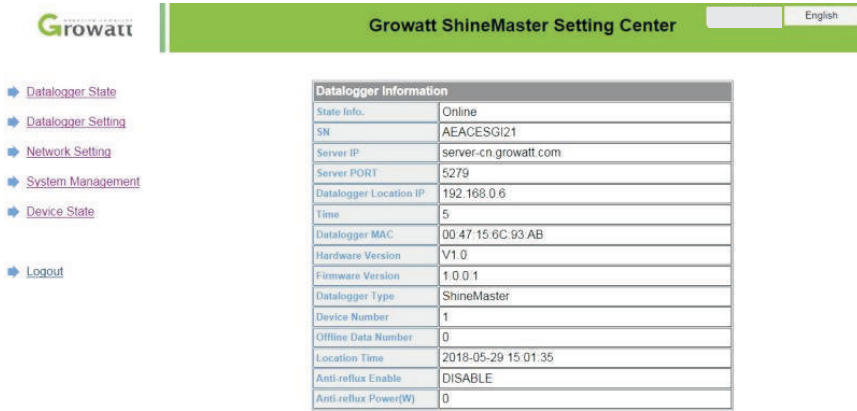 Growatt
Growatt ShineMaster Setting Center
English
Datalogger State
Datalogger Setting
Network Setting
System Management
Device State
Logout
Datalogger Information
State Info. Online
SN AEACESGI21
Server IP server-cn.growatt.com
Server PORT 5279
Datalogger Location IP 192.168.0.6
Time 5
Datalogger MAC 00:47:15:6C:93:AB
Hardware Version V1.0
Firmware Version 1.0.0.1
Datalogger Type ShineMaster
Device Number 1
Offline Data Number 0
Location Time 2018-05-29 15:01:35
Anti-reflux Enable DISABLE
Anti-reflux Power(W) 0